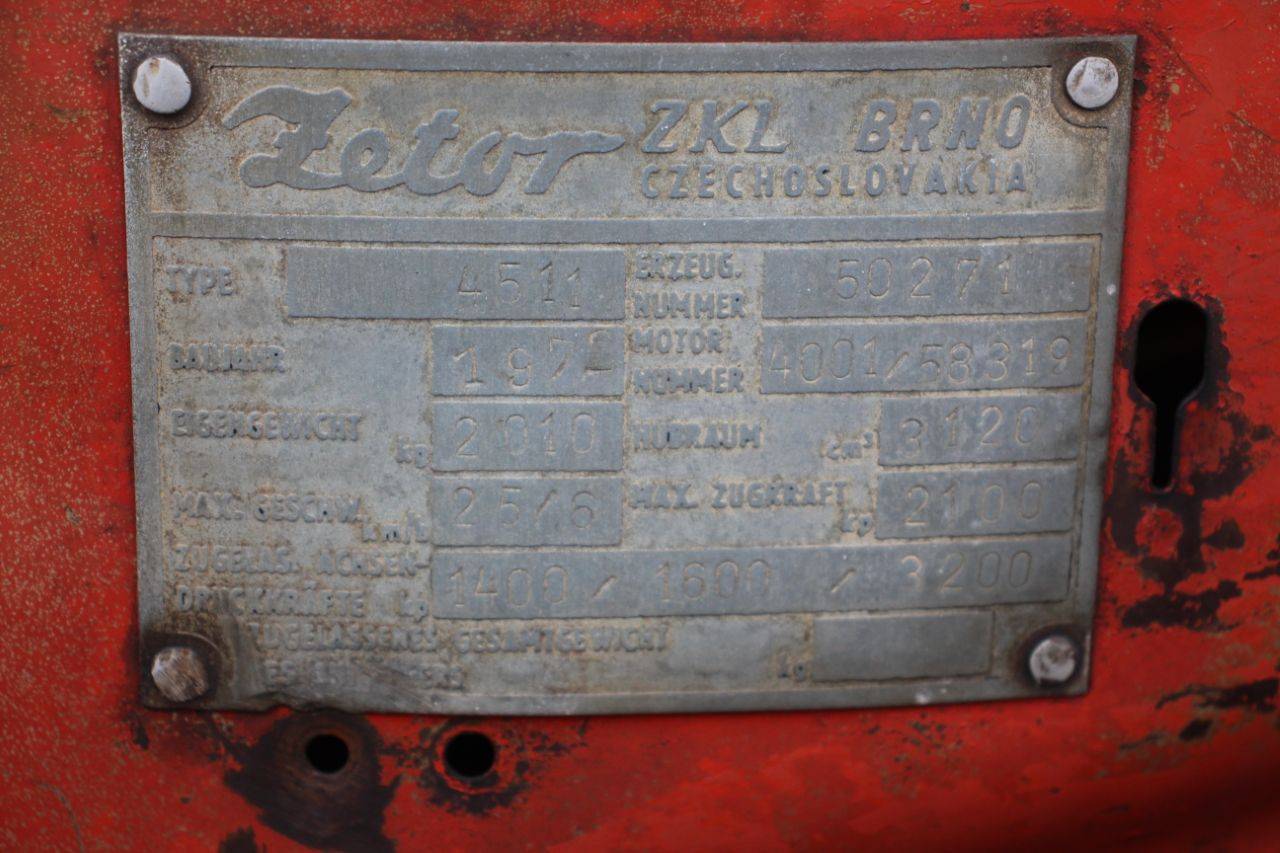 Zetor ZKL BRNO
CZECHOSLOVAKIA
TYPE 4511 ERZEUG. NUMMER 50271
BAUJAHR 1972 MOTOR NUMMER 4001/58319
EIGENGEWICHT kg 2010 HUBRAUM cm³ 3120
MAX. GESCHW. km/h 25/6 MAX. ZUGKRAFT kp 2100
ZUGELAS. ACHSEN-
DRUCKKRÄFTE kp 1400 / 1600 / 3200
ZUGELASSENES GESAMTGEWICHT
kg